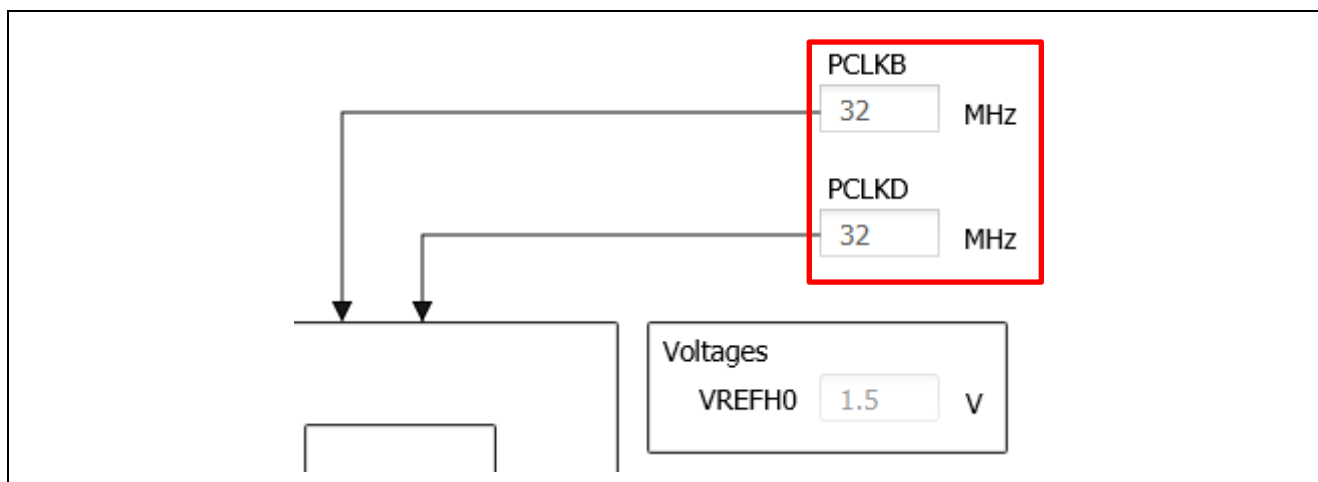 PCLKB
32 MHz
PCLKD
32 MHz
Voltages
VREFH0 1.5 V